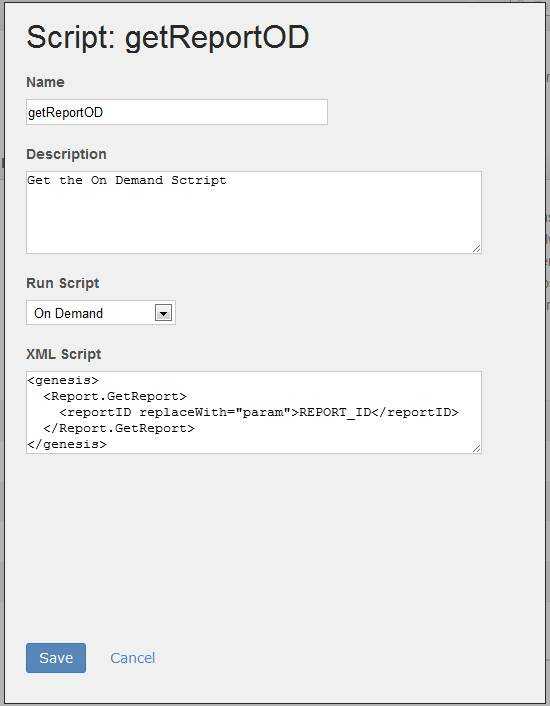 Script: getReportOD
Name
getReportOD
Description
Get the On Demand Sctript
Run Script
On Demand
XML Script
<genesis>
  <Report.GetReport>
    <reportID replaceWith="param">REPORT_ID</reportID>
  </Report.GetReport>
</genesis>
Save
Cancel